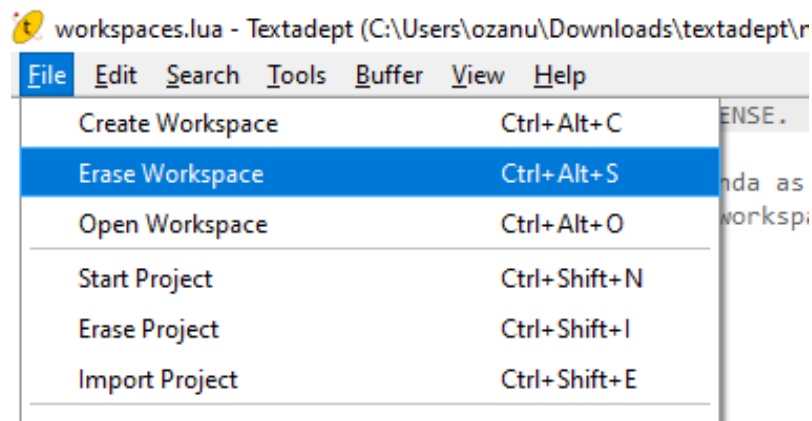 workspaces.lua - Textadept (C:\Users\ozanu\Downloads\textadept\
File Edit Search Tools Buffer View Help
Create Workspace Ctrl+Alt+C
ENSE.
Erase Workspace Ctrl+Alt+S
nda as
Open Workspace Ctrl+Alt+O
worksp
Start Project Ctrl+Shift+N
Erase Project Ctrl+Shift+I
Import Project Ctrl+Shift+E